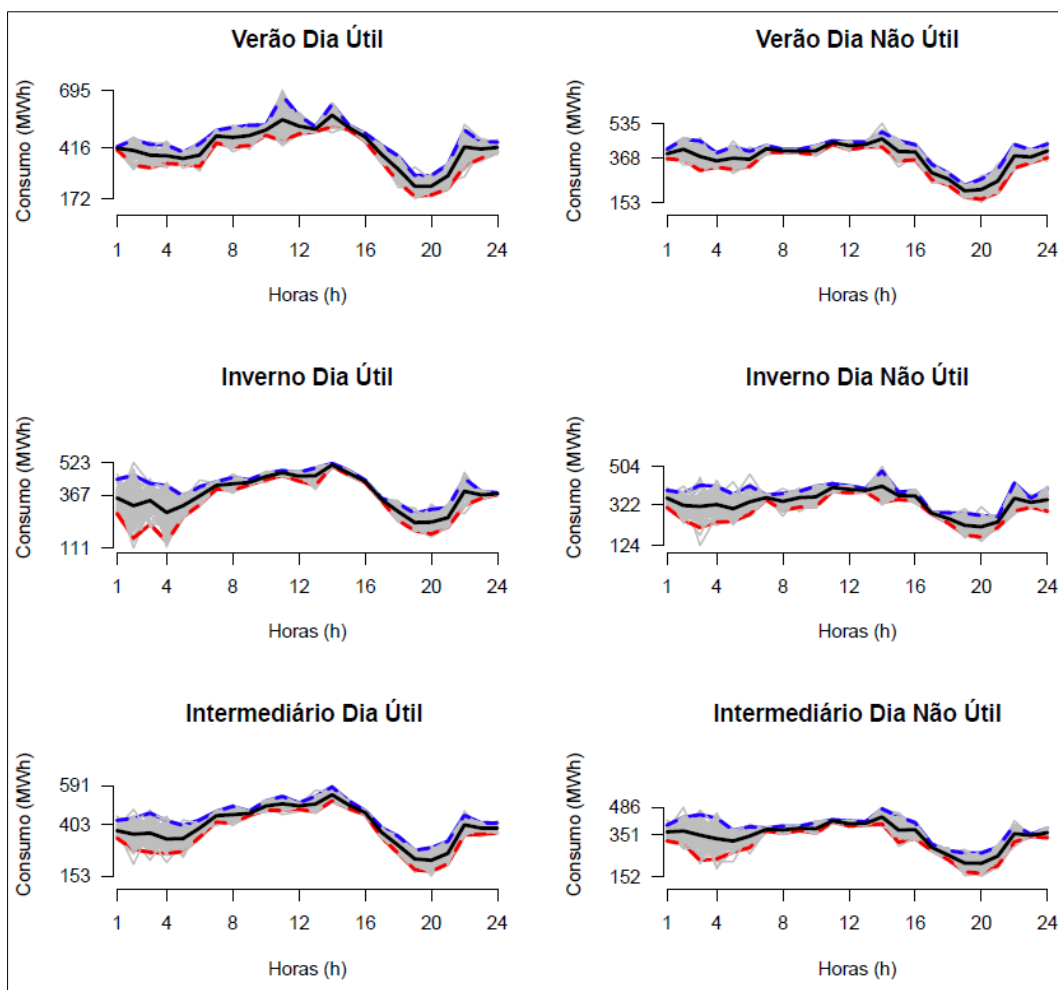 Verão Dia Útil
Consumo (MWh)
695
416
172
1 4 8 12 16 20 24
Horas (h)
Verão Dia Não Útil
Consumo (MWh)
535
368
153
1 4 8 12 16 20 24
Horas (h)
Inverno Dia Útil
Consumo (MWh)
523
367
111
1 4 8 12 16 20 24
Horas (h)
Inverno Dia Não Útil
Consumo (MWh)
504
322
124
1 4 8 12 16 20 24
Horas (h)
Intermediário Dia Útil
Consumo (MWh)
591
403
153
1 4 8 12 16 20 24
Horas (h)
Intermediário Dia Não Útil
Consumo (MWh)
486
351
152
1 4 8 12 16 20 24
Horas (h)